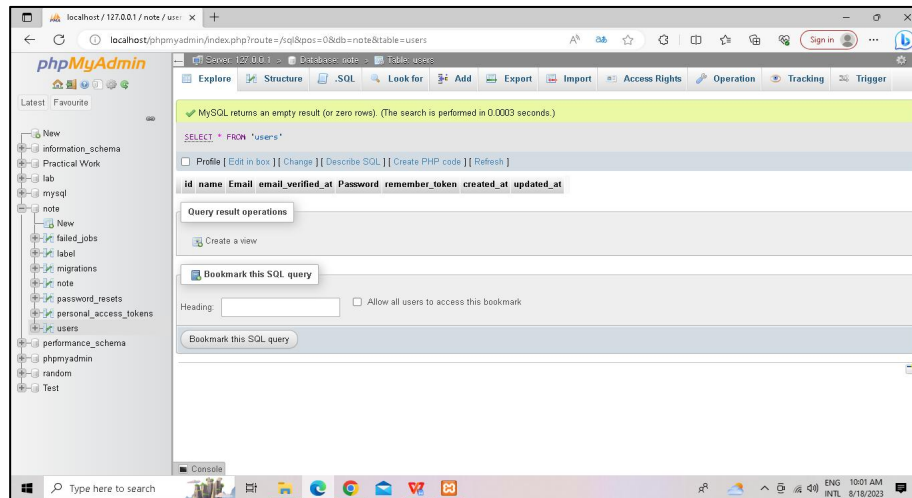 localhost / 127.0.0.1 / note / user
localhost/phpmyadmin/index.php?route=/sql&pos=0&db=note&table=users
Sign in
phpMyAdmin
Latest Favourite
New
information_schema
Practical Work
lab
mysql
note
New
failed_jobs
label
migrations
note
password_resets
personal_access_tokens
users
performance_schema
phpmyadmin
random
Test
Server: 127.0.0.1 » Database: note » Table: users
Explore Structure .SQL Look for Add Export Import Access Rights Operation Tracking Trigger
MySQL returns an empty result (or zero rows). (The search is performed in 0.0003 seconds.)
SELECT * FROM 'users'
Profile [ Edit in box ] [ Change ] [ Describe SQL ] [ Create PHP code ] [ Refresh ]
id name Email email_verified_at Password remember_token created_at updated_at
Query result operations
Create a view
Bookmark this SQL query
Heading: Allow all users to access this bookmark
Bookmark this SQL query
Console
Type here to search
ENG 10:01 AM
INTL 8/18/2023